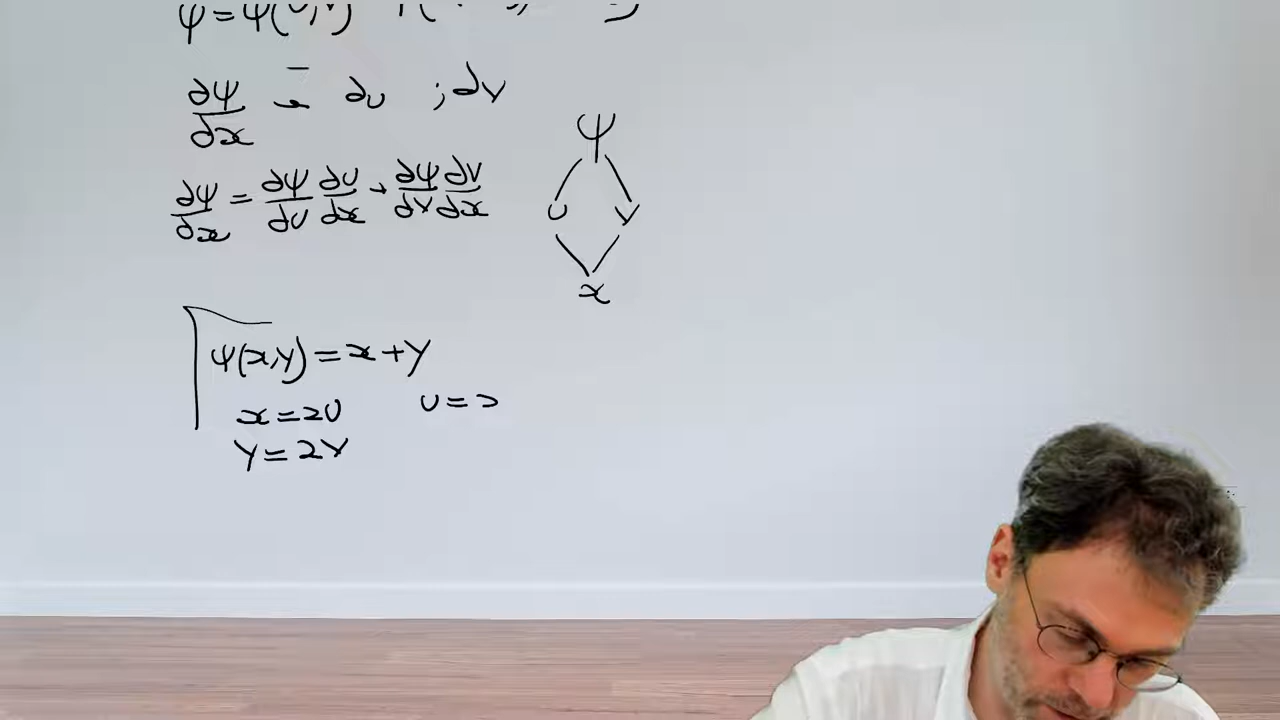 ψ = ψ(u,v)
∂ψ/∂x = ∂u ; ∂v
∂ψ/∂x = ∂ψ/∂u ∂u/∂x + ∂ψ/∂v ∂v/∂x
ψ
u v
x
ψ(x,y) = x + y
x = 2u u =
y = 2v